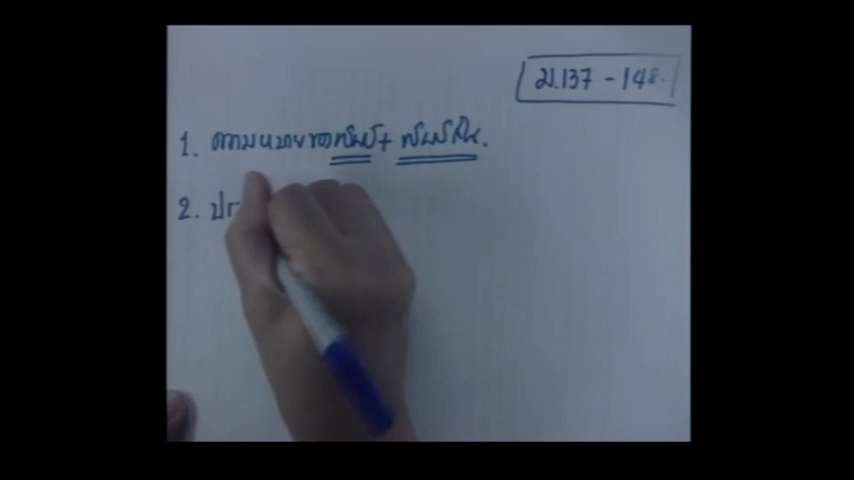 ม.137 - 148.
1. ความหมายของทรัพย์ + ทรัพย์สิน.
2. ปร